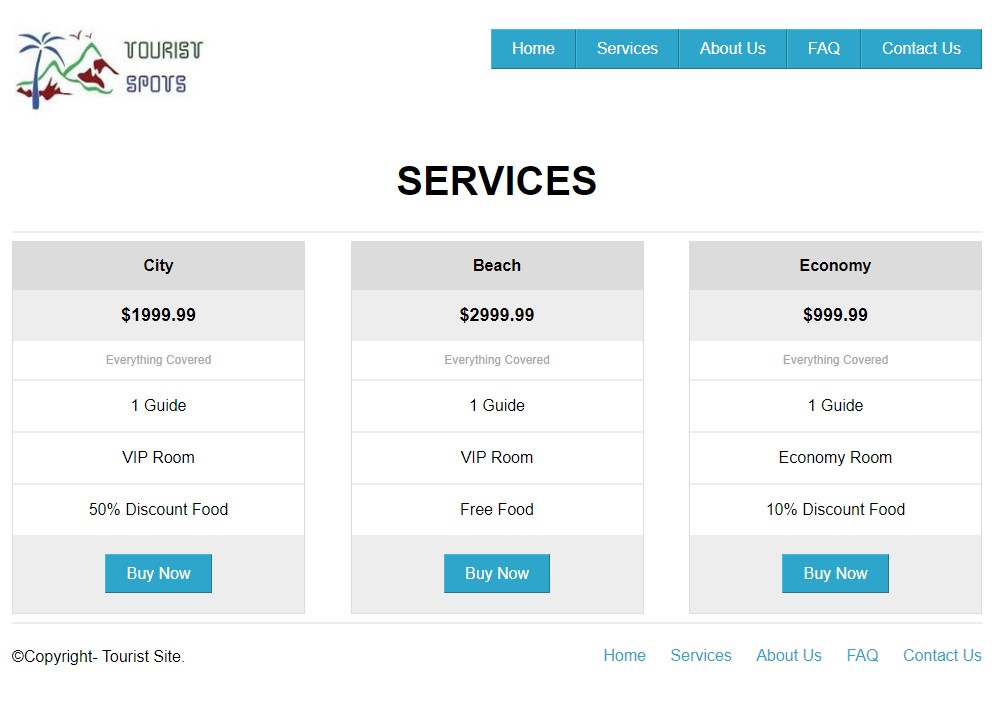 TOURIST
SPOTS
Home Services About Us FAQ Contact Us
SERVICES
City
$1999.99
Everything Covered
1 Guide
VIP Room
50% Discount Food
Buy Now
Beach
$2999.99
Everything Covered
1 Guide
VIP Room
Free Food
Buy Now
Economy
$999.99
Everything Covered
1 Guide
Economy Room
10% Discount Food
Buy Now
©Copyright- Tourist Site.
Home Services About Us FAQ Contact Us